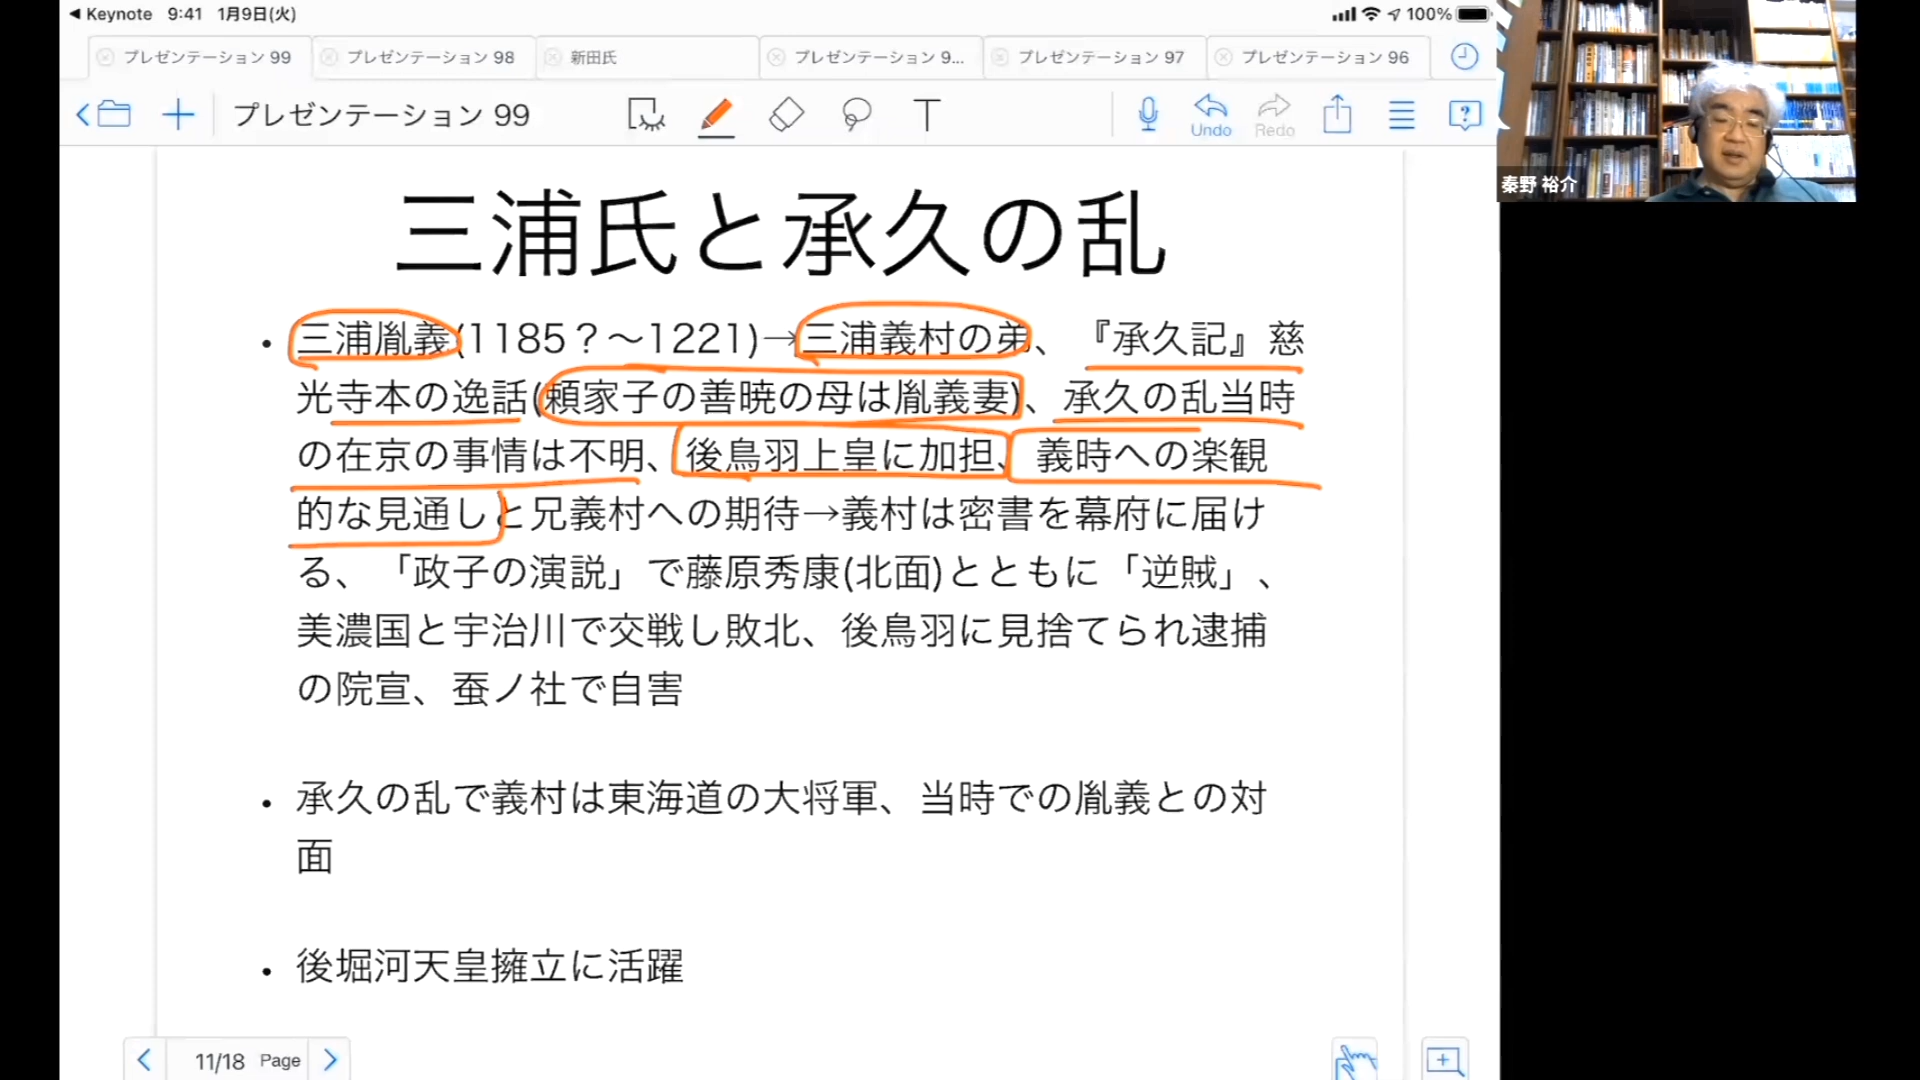 Keynote 9:41 1月9日(火) 100%
プレゼンテーション 99 プレゼンテーション 98 新田氏 プレゼンテーション 9... プレゼンテーション 97 プレゼンテーション 96
プレゼンテーション 99 T Undo Redo ?
秦野 裕介
三浦氏と承久の乱
• 三浦胤義(1185？〜1221)→三浦義村の弟、『承久記』慈
光寺本の逸話(頼家子の善暁の母は胤義妻)、承久の乱当時
の在京の事情は不明、後鳥羽上皇に加担、義時への楽観
的な見通しと兄義村への期待→義村は密書を幕府に届け
る、「政子の演説」で藤原秀康(北面)とともに「逆賊」、
美濃国と宇治川で交戦し敗北、後鳥羽に見捨てられ逮捕
の院宣、蚕ノ社で自害
• 承久の乱で義村は東海道の大将軍、当時での胤義との対
面
• 後堀河天皇擁立に活躍
11/18 Page